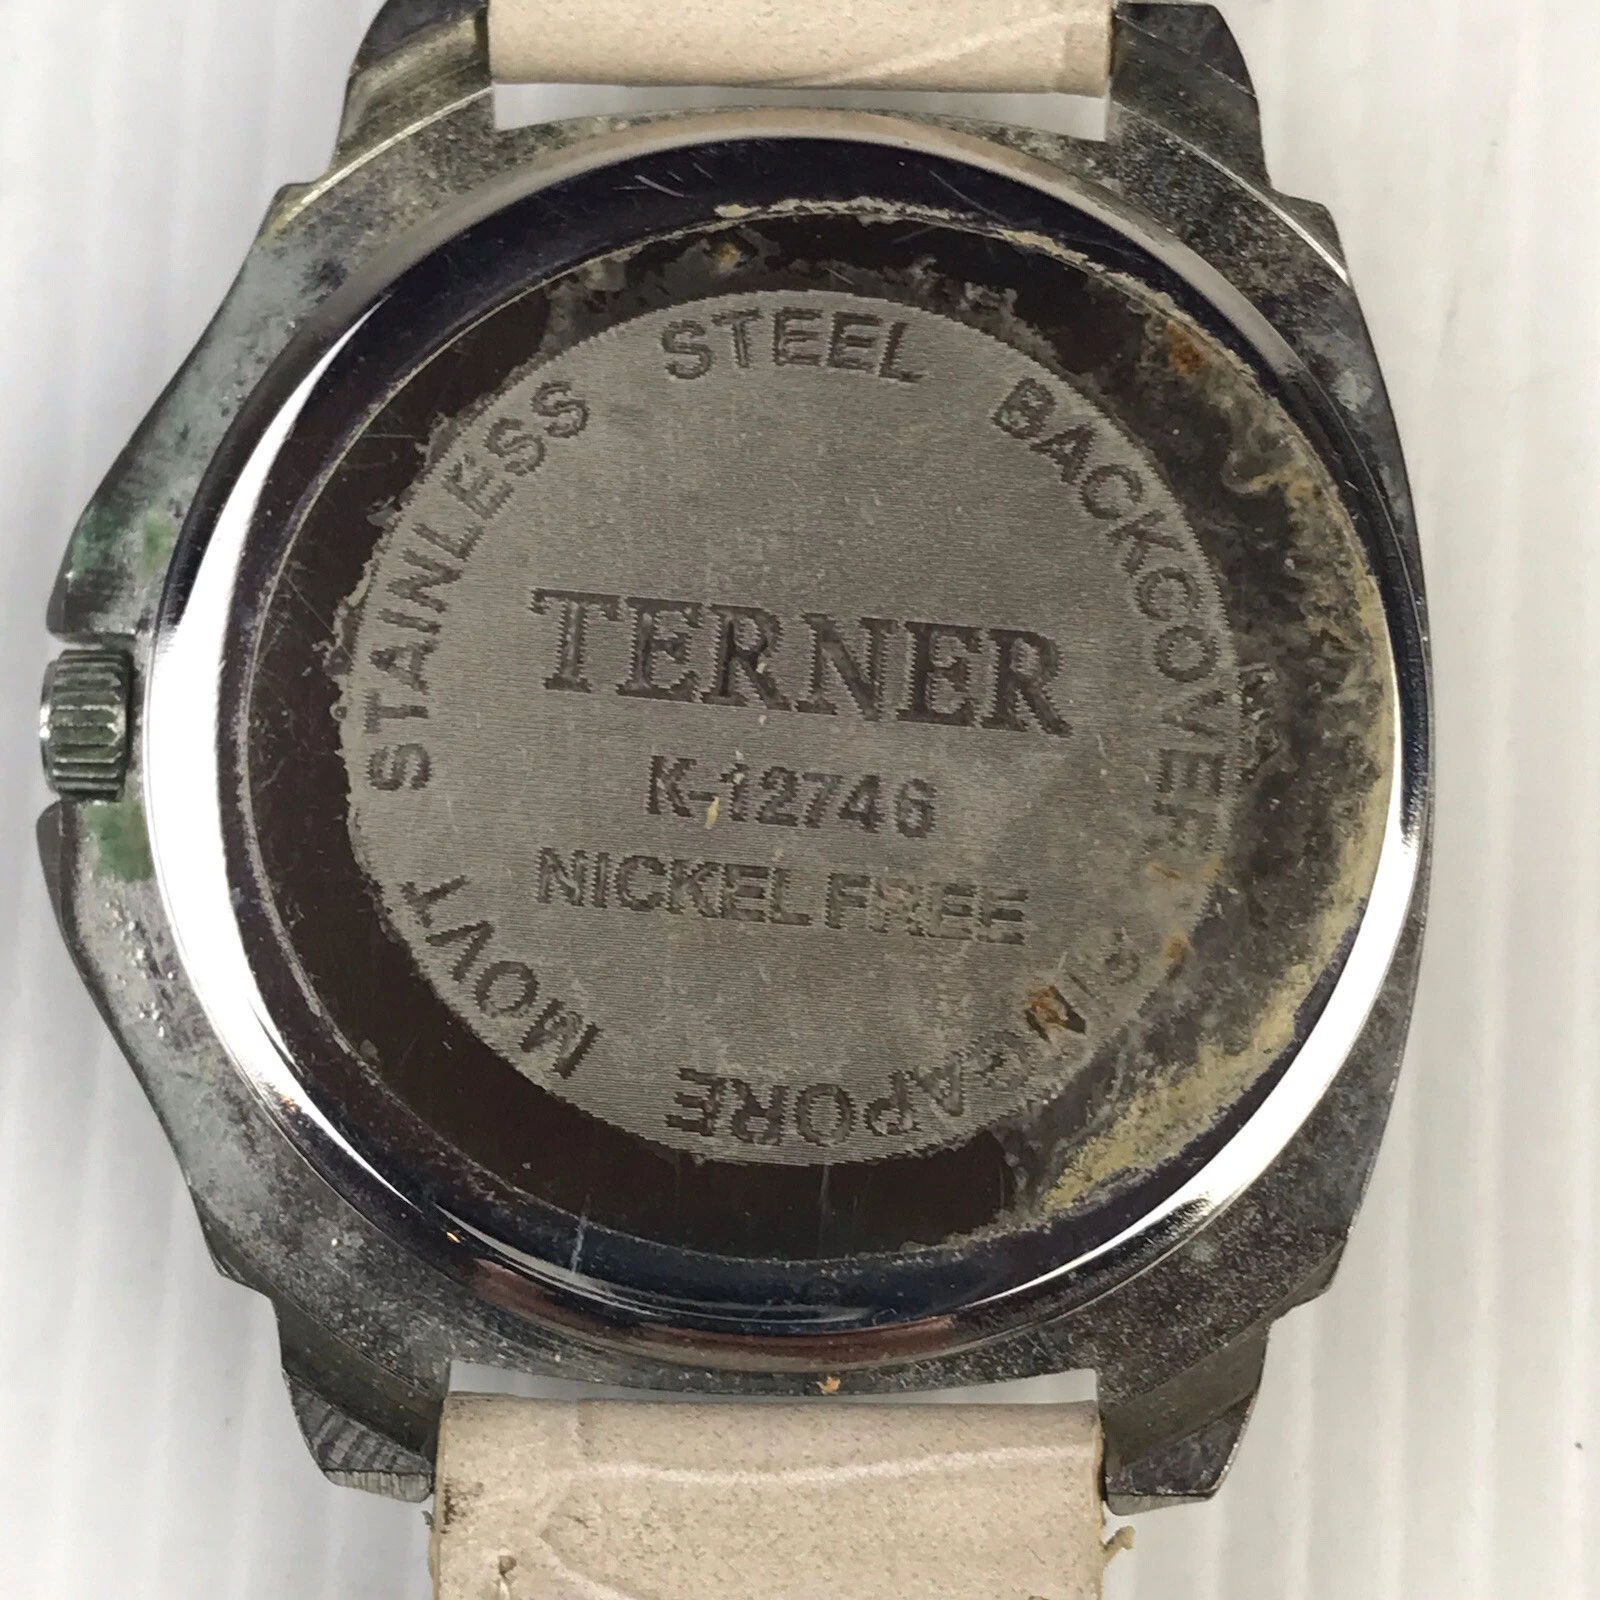 STAINLESS STEEL BACKCOVER
TERNER
K-12746
NICKEL FREE
SINGAPORE MOVT